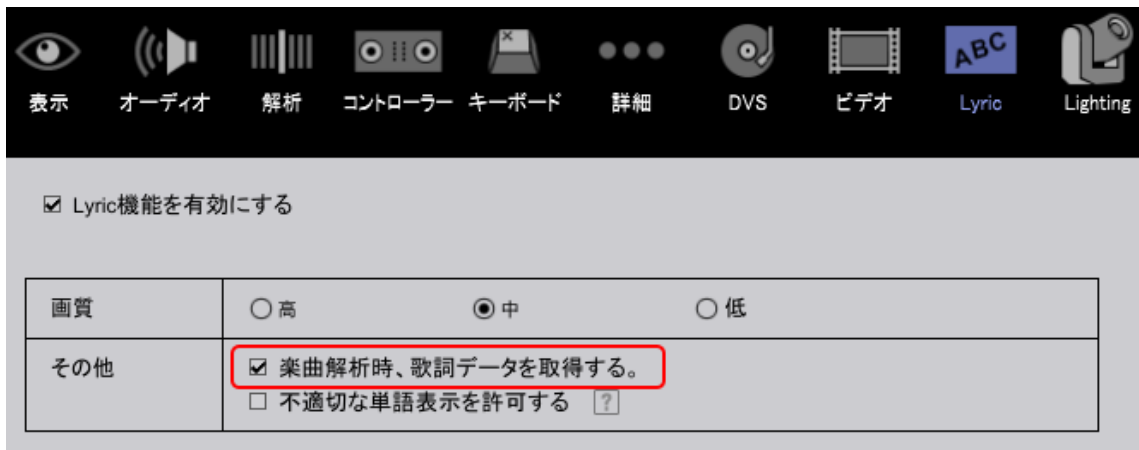 ABC
表示 オーディオ 解析 コントローラー キーボード 詳細 DVS ビデオ Lyric Lighting
Lyric機能を有効にする
画質 高 中 低
その他 楽曲解析時、歌詞データを取得する。
不適切な単語表示を許可する ?